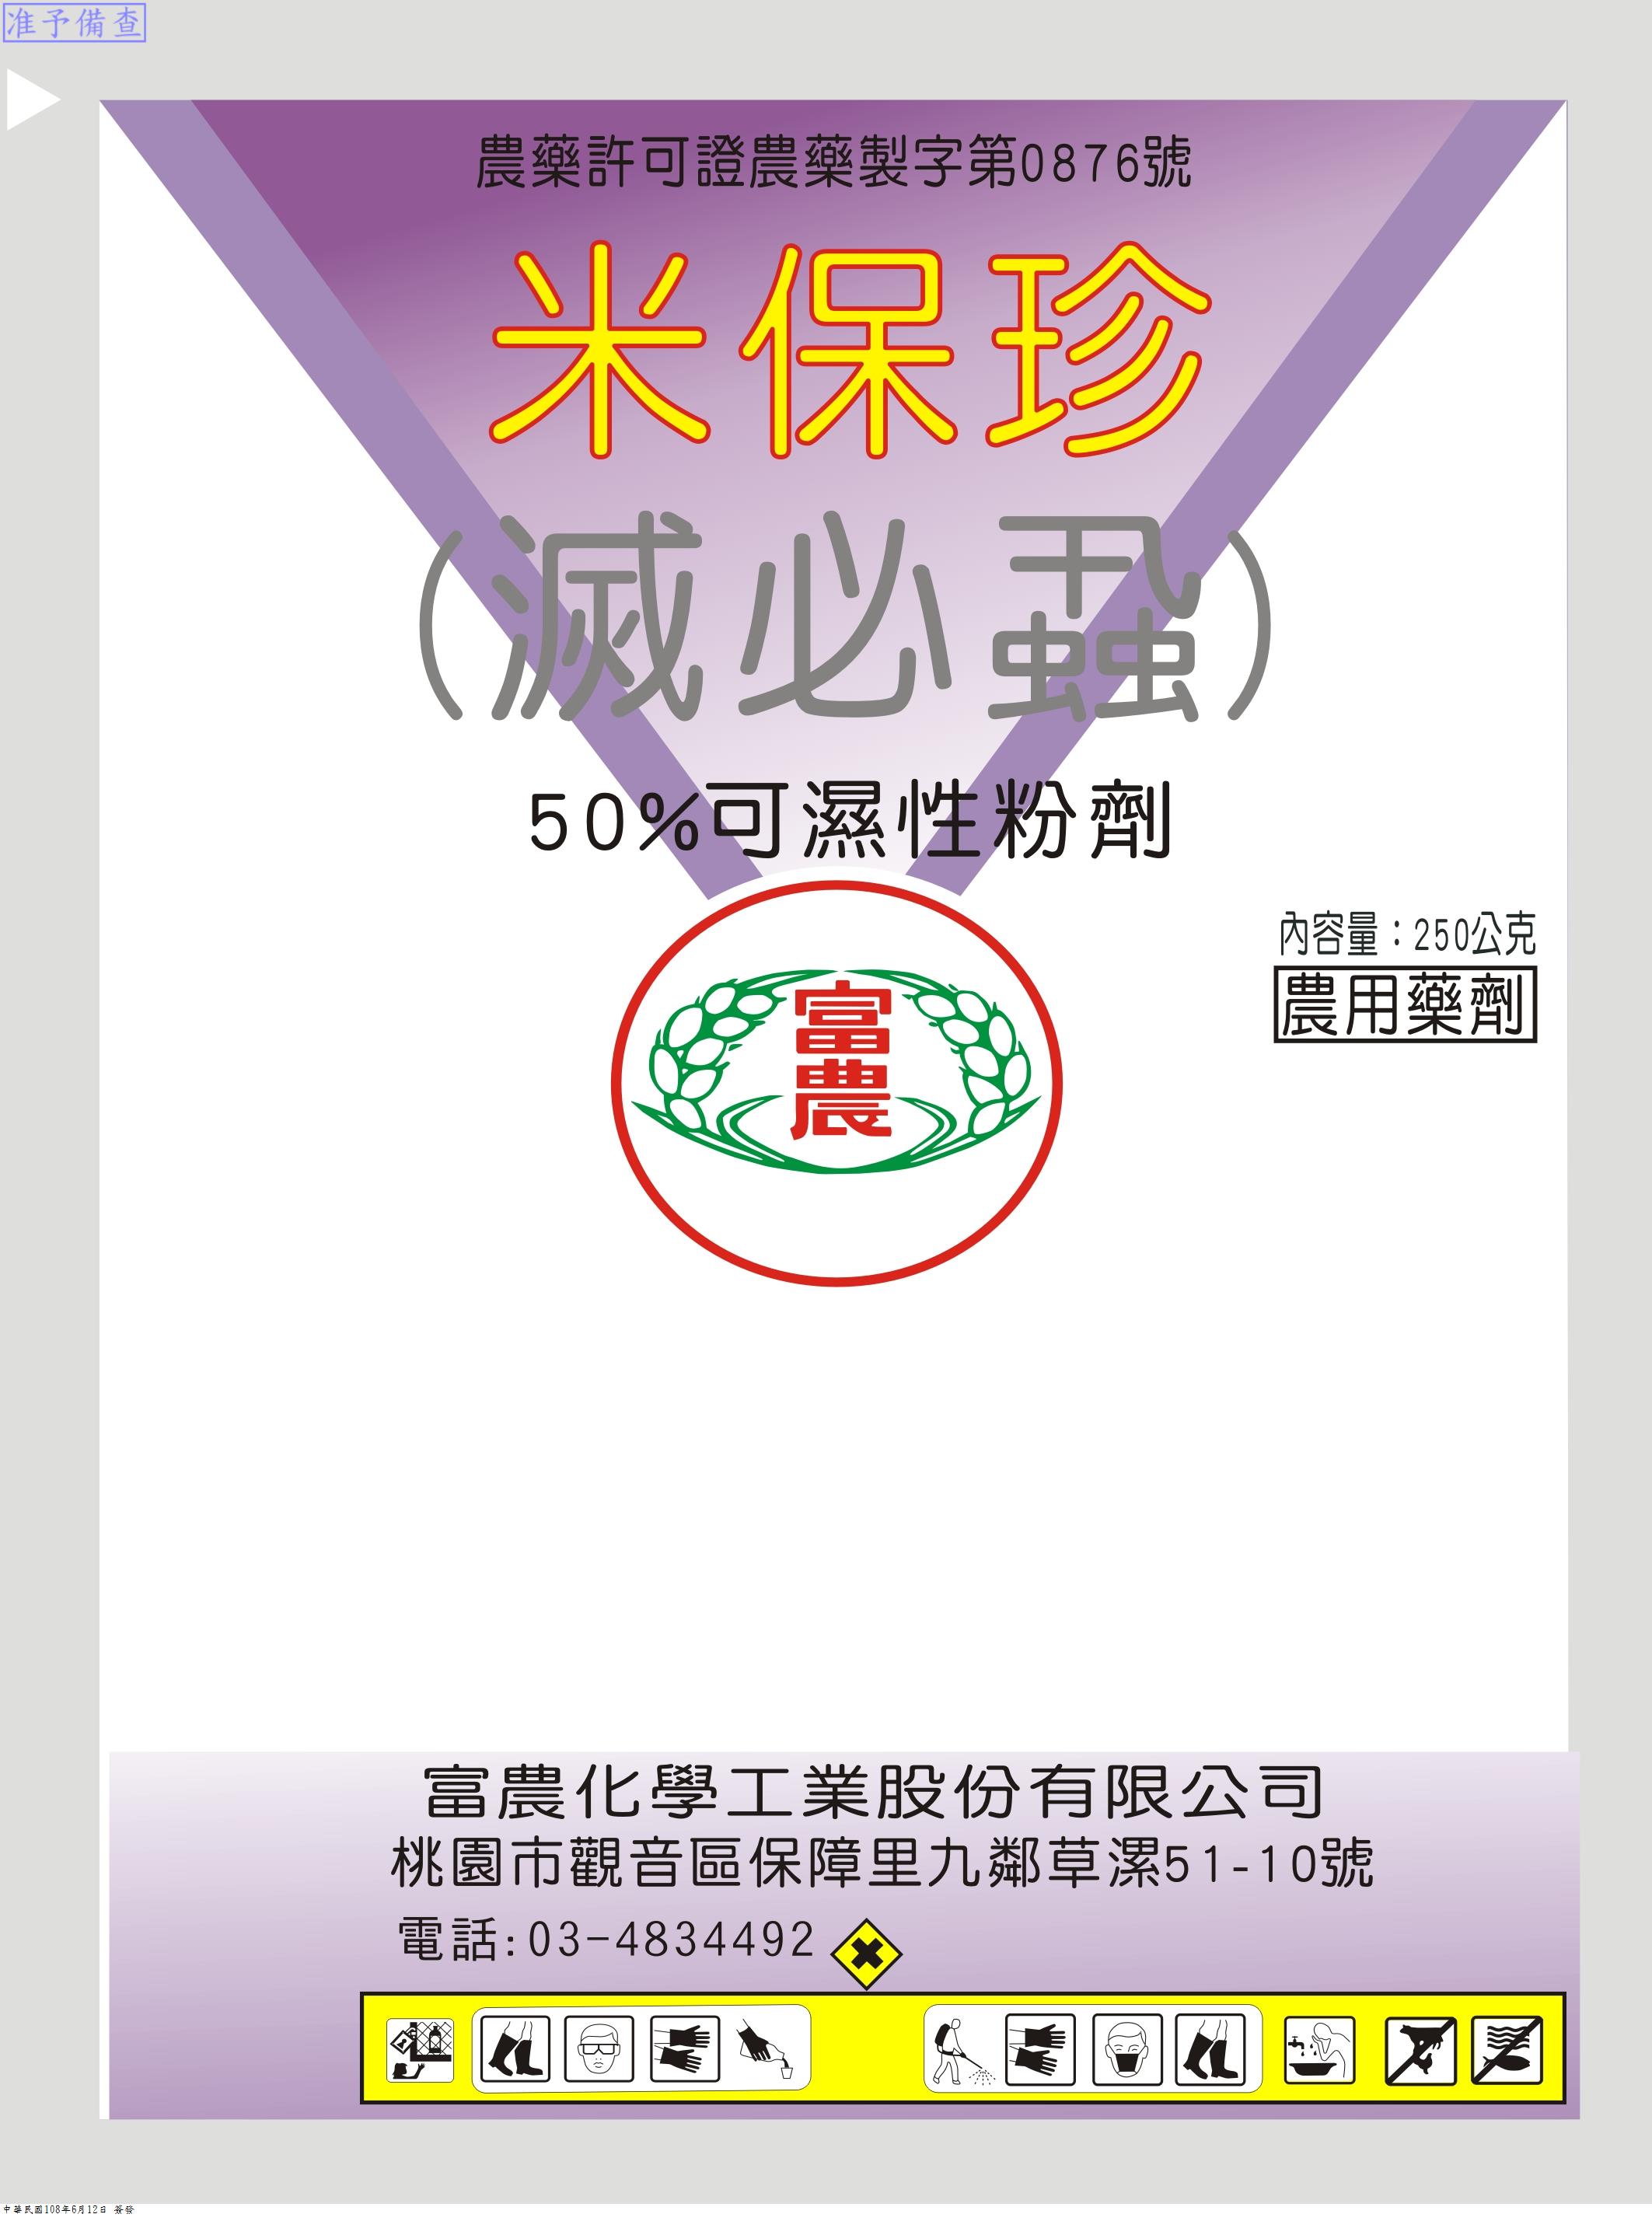 准予備查
農藥許可證農藥製字第0876號
米保珍
(滅必蝨)
50%可濕性粉劑
內容量：250公克
農用藥劑
富農
富農化學工業股份有限公司
桃園市觀音區保障里九鄰草漯51-10號
電話:03-4834492
中華民國108年6月12日 簽發